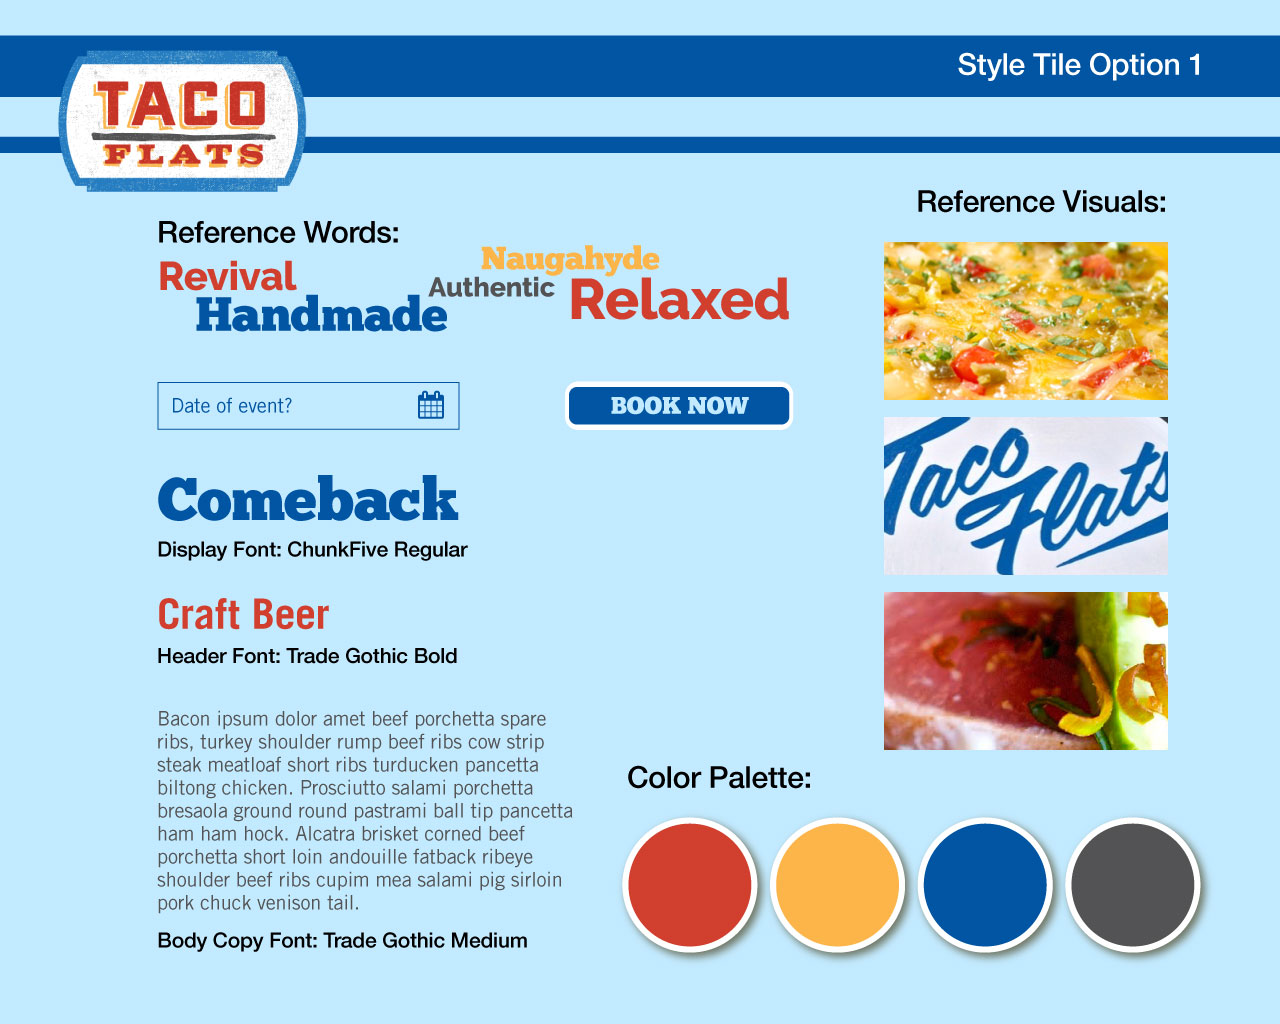 Style Tile Option 1
TACO
FLATS
Reference Words:
Revival
Handmade
Naugahyde
Authentic
Relaxed
Reference Visuals:
Taco
Flats
Date of event?
BOOK NOW
Comeback
Display Font: ChunkFive Regular
Craft Beer
Header Font: Trade Gothic Bold
Bacon ipsum dolor amet beef porchetta spare
ribs, turkey shoulder rump beef ribs cow strip
steak meatloaf short ribs turducken pancetta
biltong chicken. Prosciutto salami porchetta
bresaola ground round pastrami ball tip pancetta
ham ham hock. Alcatra brisket corned beef
porchetta short loin andouille fatback ribeye
shoulder beef ribs cupim mea salami pig sirloin
pork chuck venison tail.
Body Copy Font: Trade Gothic Medium
Color Palette: